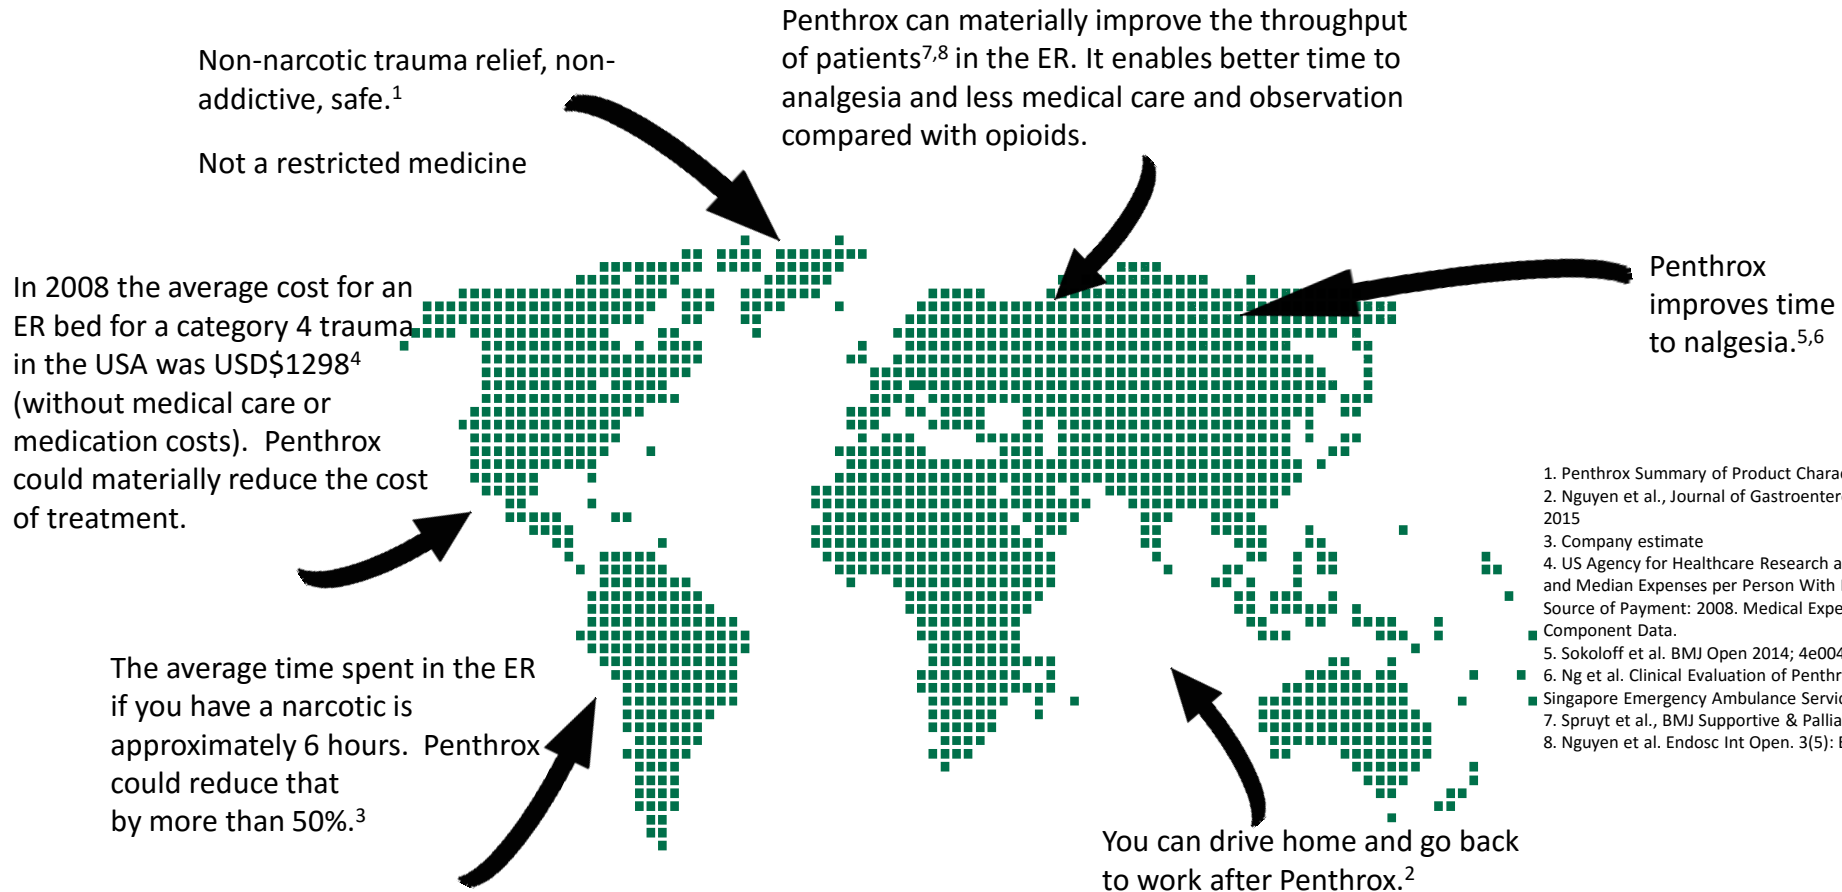 Non-narcotic trauma relief, non-
addictive, safe.1
Not a restricted medicine
Penthrox can materially improve the throughput
of patients7,8 in the ER. It enables better time to
analgesia and less medical care and observation
compared with opioids.
In 2008 the average cost for an
ER bed for a category 4 trauma
in the USA was USD$12984
(without medical care or
medication costs).  Penthrox
could materially reduce the cost
of treatment.
Penthrox
improves time
to nalgesia.5,6
The average time spent in the ER
if you have a narcotic is
approximately 6 hours.  Penthrox
could reduce that
by more than 50%.3
You can drive home and go back
to work after Penthrox.2
1. Penthrox Summary of Product Charac
2. Nguyen et al., Journal of Gastroentero
2015
3. Company estimate
4. US Agency for Healthcare Research a
and Median Expenses per Person With
Source of Payment: 2008. Medical Expe
Component Data.
5. Sokoloff et al. BMJ Open 2014; 4e004
6. Ng et al. Clinical Evaluation of Penthr
Singapore Emergency Ambulance Servic
7. Spruyt et al., BMJ Supportive & Pallia
8. Nguyen et al. Endosc Int Open. 3(5):